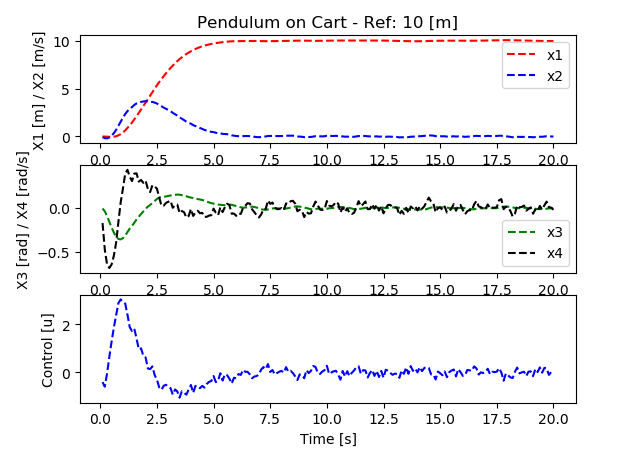 Pendulum on Cart - Ref: 10 [m]
X1 [m] / X2 [m/s]
10
5
0
x1
x2
0.0 2.5 5.0 7.5 10.0 12.5 15.0 17.5 20.0
X3 [rad] / X4 [rad/s]
0.0
−0.5
x3
x4
0.0 2.5 5.0 7.5 10.0 12.5 15.0 17.5 20.0
Control [u]
2
0
0.0 2.5 5.0 7.5 10.0 12.5 15.0 17.5 20.0
Time [s]